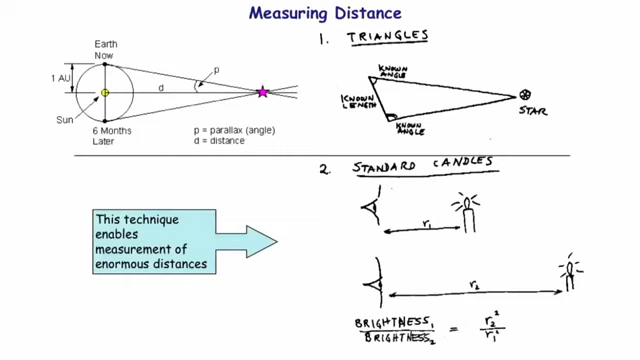 Measuring Distance
Earth
Now
1 AU
Sun
6 Months
Later
d
p
p = parallax (angle)
d = distance
1. TRIANGLES
KNOWN
ANGLE
KNOWN
LENGTH
KNOWN
ANGLE
STAR
2. STANDARD CANDLES
r₁
r₂
BRIGHTNESS₁ = r₂²
BRIGHTNESS₂ r₁²
This technique
enables
measurement of
enormous distances